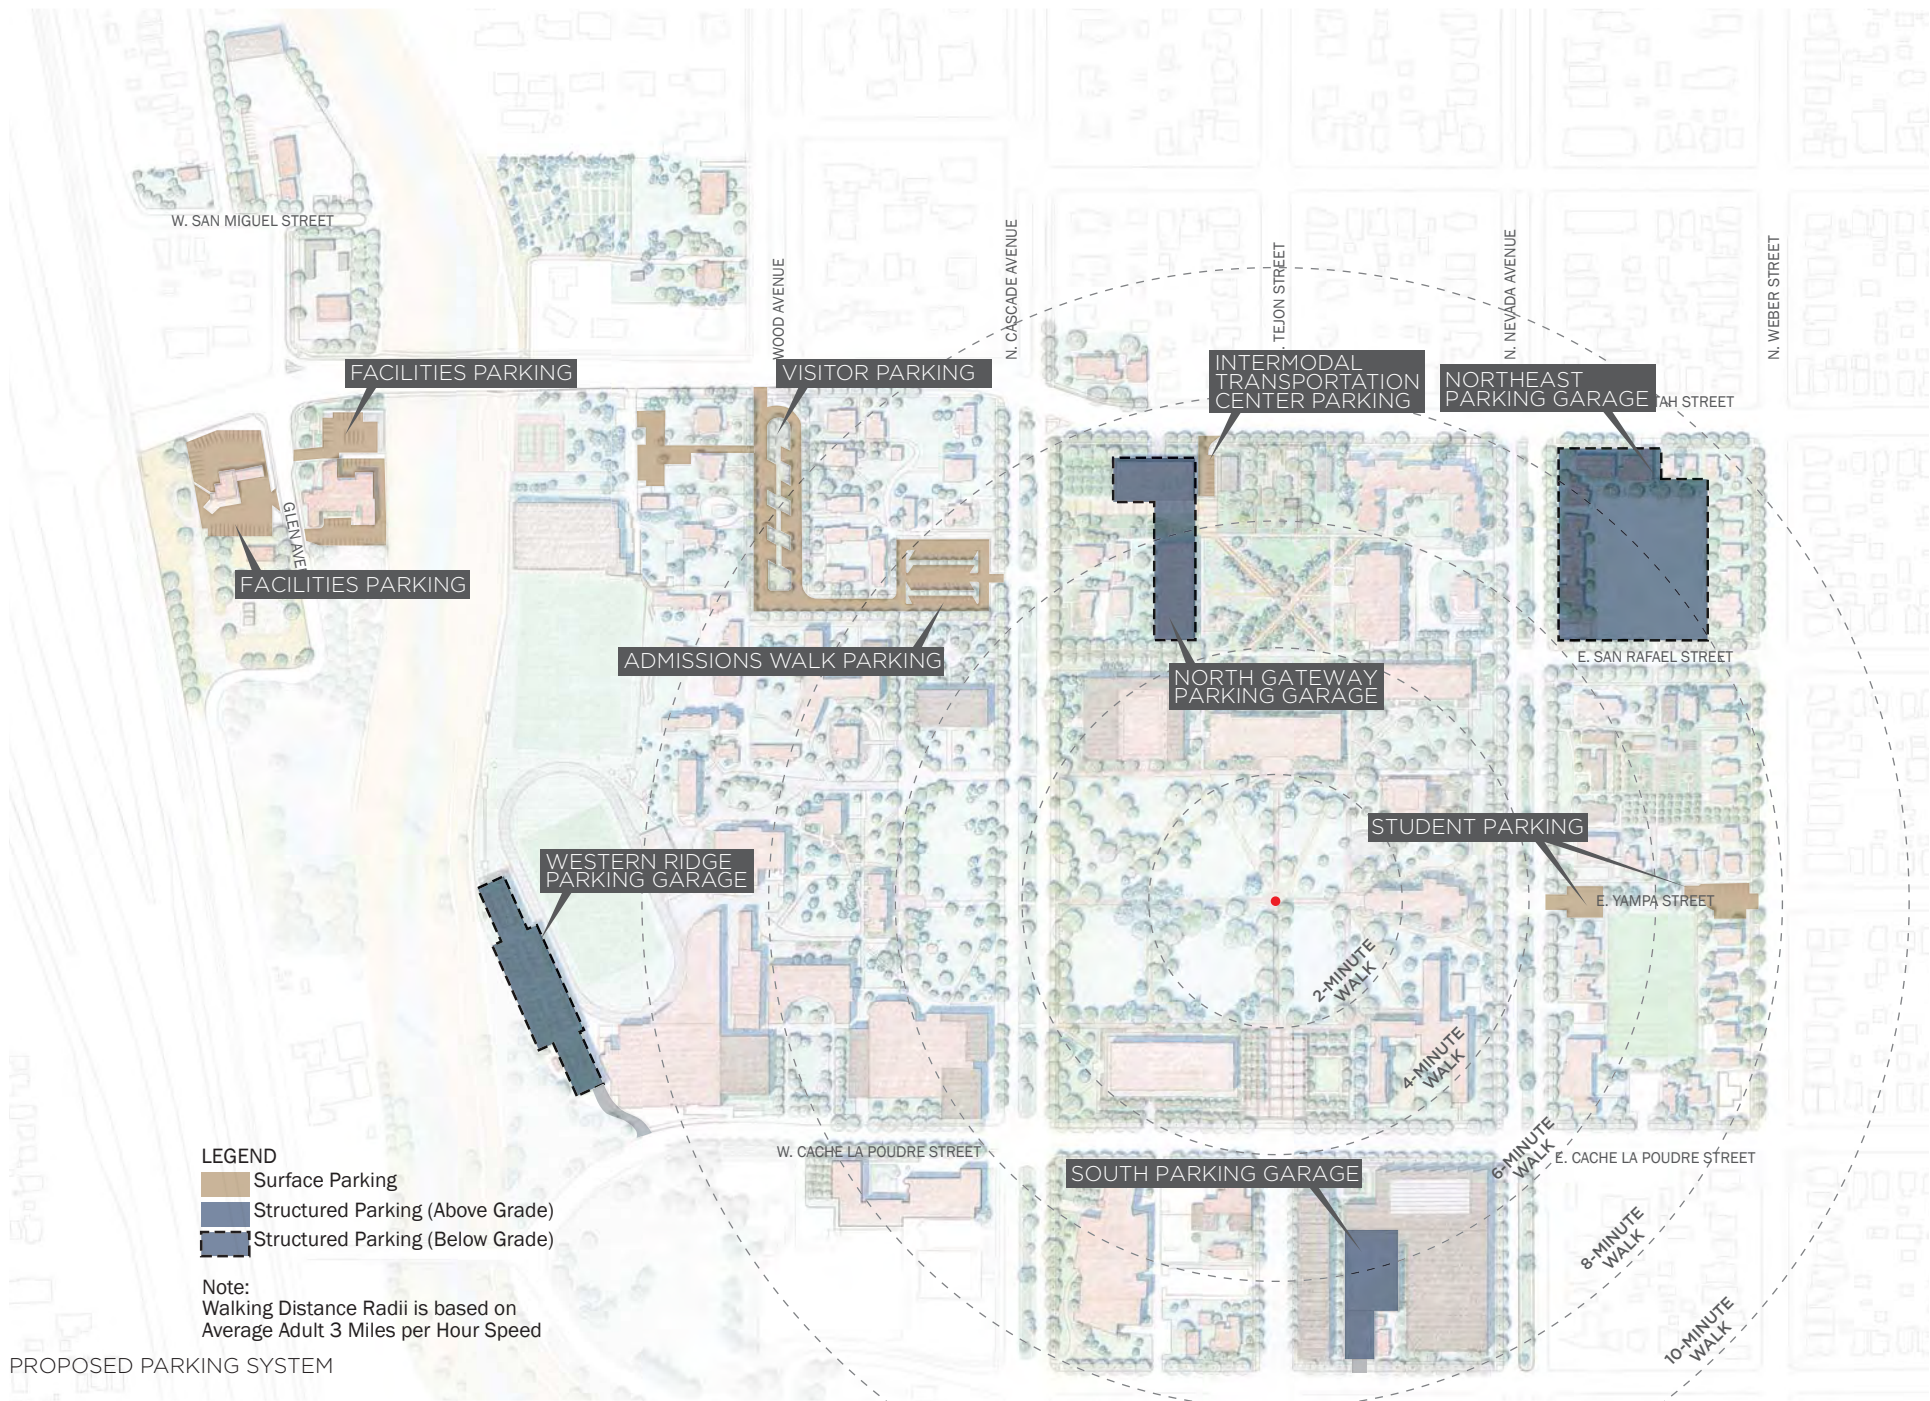 W. SAN MIGUEL STREET
WOOD AVENUE
N. CASCADE AVENUE
. TEJON STREET
N. NEVADA AVENUE
N. WEBER STREET
FACILITIES PARKING
VISITOR PARKING
INTERMODAL
TRANSPORTATION
CENTER PARKING
NORTHEAST
PARKING GARAGE
TAH STREET
GLEN AVE
FACILITIES PARKING
ADMISSIONS WALK PARKING
NORTH GATEWAY
PARKING GARAGE
E. SAN RAFAEL STREET
STUDENT PARKING
WESTERN RIDGE
PARKING GARAGE
E. YAMPA STREET
2-MINUTE
WALK
4-MINUTE
WALK
6-MINUTE
WALK
8-MINUTE
WALK
10-MINUTE
WALK
W. CACHE LA POUDRE STREET
E. CACHE LA POUDRE STREET
SOUTH PARKING GARAGE
LEGEND
Surface Parking
Structured Parking (Above Grade)
Structured Parking (Below Grade)
Note:
Walking Distance Radii is based on
Average Adult 3 Miles per Hour Speed
PROPOSED PARKING SYSTEM